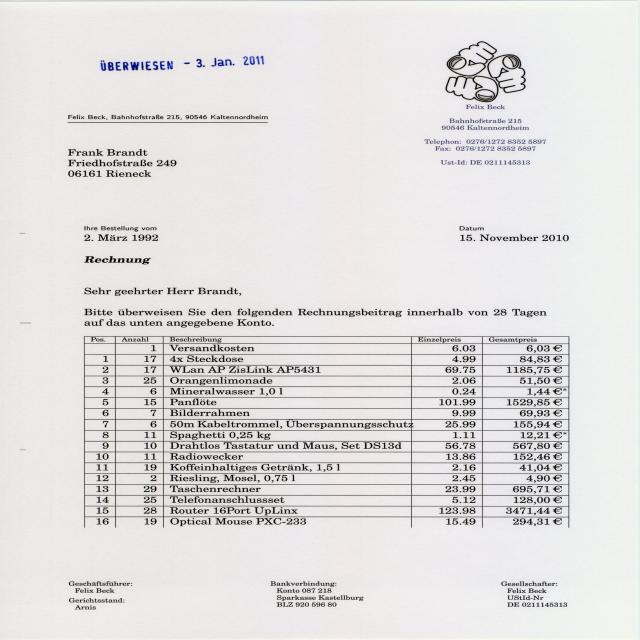 ÜBERWIESEN - 3. Jan. 2011
Felix Beck
Bahnhofstraße 215
90546 Kaltennordheim
Telephon: 0276/1272 8352 5897
Fax: 0276/1272 8352 5897
Ust-Id: DE 0211145313
Felix Beck, Bahnhofstraße 215, 90546 Kaltennordheim
Frank Brandt
Friedhofstraße 249
06161 Rieneck
Ihre Bestellung vom
2. März 1992
Datum
15. November 2010
Rechnung
Sehr geehrter Herr Brandt,
Bitte überweisen Sie den folgenden Rechnungsbeitrag innerhalb von 28 Tagen
auf das unten angegebene Konto.
Pos. Anzahl Beschreibung Einzelpreis Gesamtpreis
1 Versandkosten 6.03 6,03 €
1 17 4x Steckdose 4.99 84,83 €
2 17 WLan AP ZisLink AP5431 69.75 1185,75 €
3 25 Orangenlimonade 2.06 51,50 €
4 6 Mineralwasser 1,0 l 0.24 1,44 €*
5 15 Panflöte 101.99 1529,85 €
6 7 Bilderrahmen 9.99 69,93 €
7 6 50m Kabeltrommel, Überspannungsschutz 25.99 155,94 €
8 11 Spaghetti 0,25 kg 1.11 12,21 €*
9 10 Drahtlos Tastatur und Maus, Set DS13d 56.78 567,80 €
10 11 Radiowecker 13.86 152,46 €
11 19 Koffeinhaltiges Getränk, 1,5 l 2.16 41,04 €
12 2 Riesling, Mosel, 0,75 l 2.45 4,90 €
13 29 Taschenrechner 23.99 695,71 €
14 25 Telefonanschlussset 5.12 128,00 €
15 28 Router 16Port UpLinx 123.98 3471,44 €
16 19 Optical Mouse PXC-233 15.49 294,31 €
Geschäftsführer:
Felix Beck
Gerichtsstand:
Arnis
Bankverbindung:
Konto 087 218
Sparkasse Kastellburg
BLZ 920 596 80
Gesellschafter:
Felix Beck
UStId-Nr
DE 0211145313